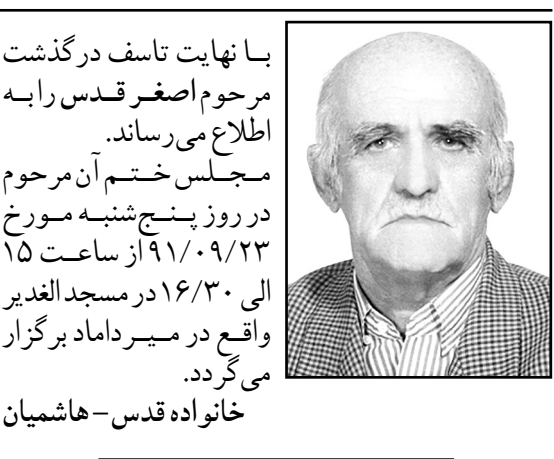 با نهایت تاسف درگذشت
مرحوم اصغر قدس را به
اطلاع می‌رساند.
مجلس ختم آن مرحوم
در روز پنج‌شنبه مورخ
۹۱/۰۹/۲۳ از ساعت ۱۵
الی ۱۶/۳۰ در مسجد الغدیر
واقع در میرداماد برگزار
می‌گردد.
خانواده قدس – هاشمیان